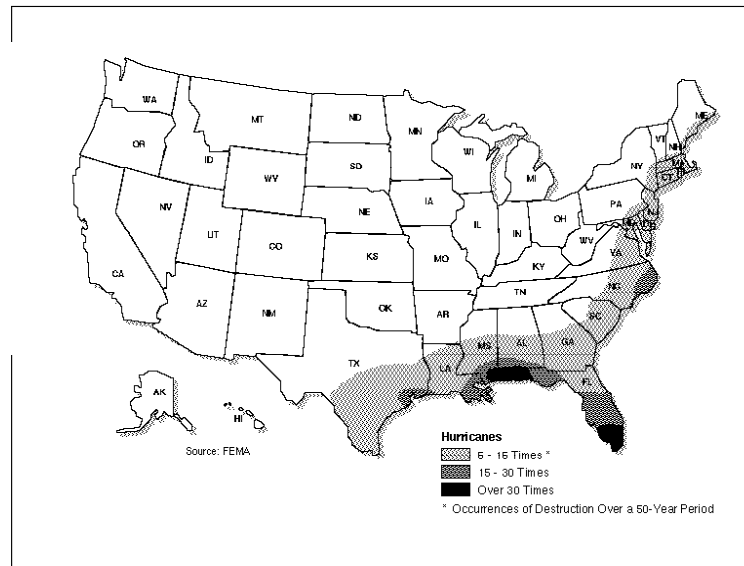 WA
MT
ND
MN
ME
VT
NH
OR
ID
SD
WI
NY
MA
WY
MI
CT
IA
PA
NJ
NV
NE
OH
MD
DE
UT
CO
IL
IN
WV
VA
CA
KS
MO
KY
NC
TN
AZ
NM
OK
AR
SC
MS
AL
GA
TX
LA
FL
AK
HI
Source: FEMA
Hurricanes
5 - 15 Times *
15 - 30 Times
Over 30 Times
* Occurrences of Destruction Over a 50-Year Period